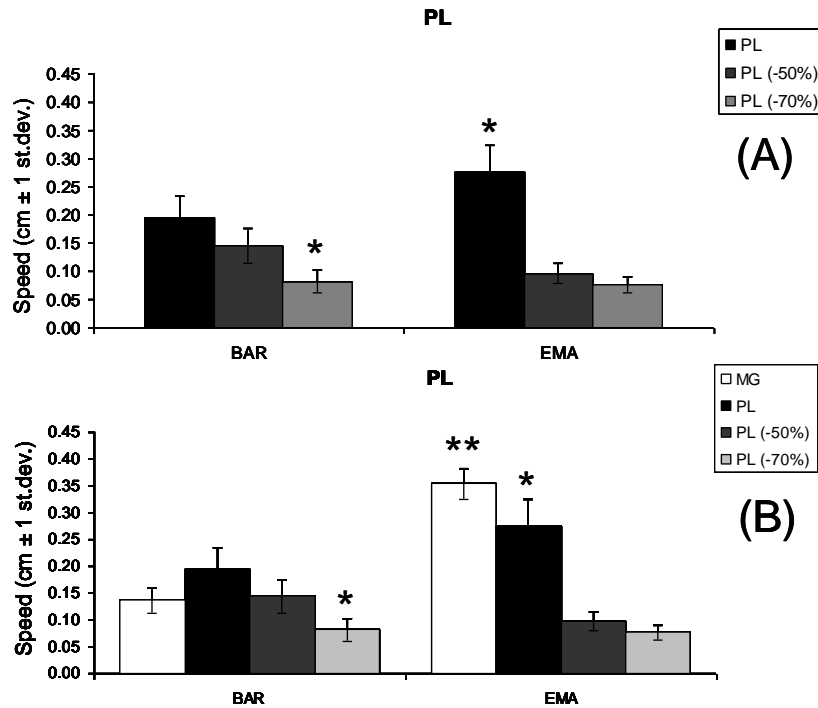 PL
PL
PL (-50%)
PL (-70%)
(A)
Speed (cm ± 1 st.dev.)
0.45
0.40
0.35
0.30
0.25
0.20
0.15
0.10
0.05
0.00
*
*
BAR
EMA
PL
MG
PL
PL (-50%)
PL (-70%)
(B)
Speed (cm ± 1 st.dev.)
0.45
0.40
0.35
0.30
0.25
0.20
0.15
0.10
0.05
0.00
*
**
*
BAR
EMA